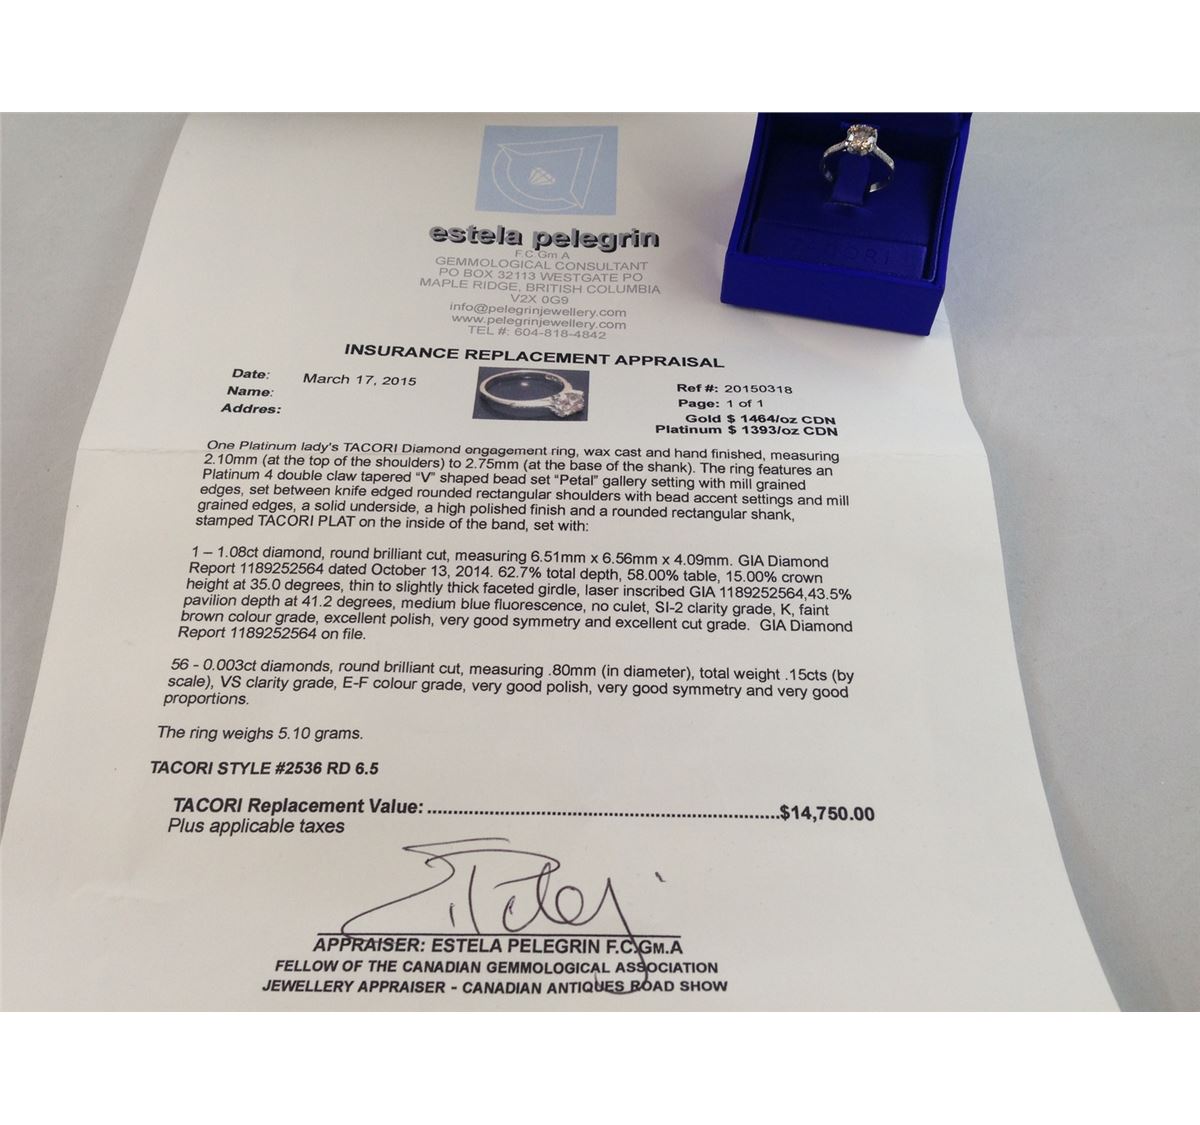 estela pelegrin
F.C.Gm A
GEMMOLOGICAL CONSULTANT
PO BOX 32113 WESTGATE PO
MAPLE RIDGE, BRITISH COLUMBIA
V2X 0G9
info@pelegrinjewellery.com
www.pelegrinjewellery.com
TEL #: 604-818-4842
INSURANCE REPLACEMENT APPRAISAL
Date: March 17, 2015
Name:
Addres:
Ref #: 20150318
Page: 1 of 1
Gold $ 1464/oz CDN
Platinum $ 1393/oz CDN
One Platinum lady's TACORI Diamond engagement ring, wax cast and hand finished, measuring
2.10mm (at the top of the shoulders) to 2.75mm (at the base of the shank). The ring features an
Platinum 4 double claw tapered “V” shaped bead set “Petal” gallery setting with mill grained
edges, set between knife edged rounded rectangular shoulders with bead accent settings and mill
grained edges, a solid underside, a high polished finish and a rounded rectangular shank,
stamped TACORI PLAT on the inside of the band, set with:
1 – 1.08ct diamond, round brilliant cut, measuring 6.51mm x 6.56mm x 4.09mm. GIA Diamond
Report 1189252564 dated October 13, 2014. 62.7% total depth, 58.00% table, 15.00% crown
height at 35.0 degrees, thin to slightly thick faceted girdle, laser inscribed GIA 1189252564,43.5%
pavilion depth at 41.2 degrees, medium blue fluorescence, no culet, SI-2 clarity grade, K, faint
brown colour grade, excellent polish, very good symmetry and excellent cut grade. GIA Diamond
Report 1189252564 on file.
56 - 0.003ct diamonds, round brilliant cut, measuring .80mm (in diameter), total weight .15cts (by
scale), VS clarity grade, E-F colour grade, very good polish, very good symmetry and very good
proportions.
The ring weighs 5.10 grams.
TACORI STYLE #2536 RD 6.5
TACORI Replacement Value: ................................................................$14,750.00
Plus applicable taxes
APPRAISER: ESTELA PELEGRIN F.C.GM.A
FELLOW OF THE CANADIAN GEMMOLOGICAL ASSOCIATION
JEWELLERY APPRAISER - CANADIAN ANTIQUES ROAD SHOW
TACORI